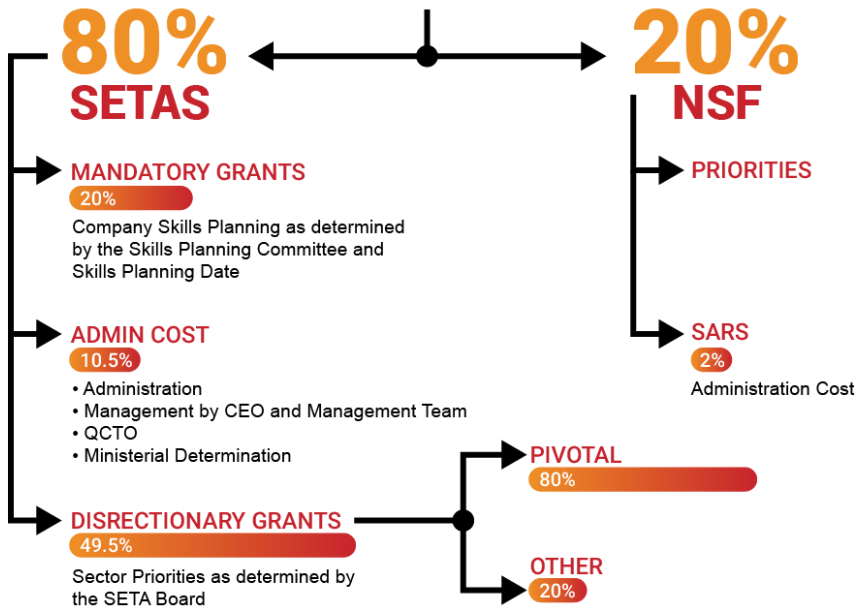 80%
SETAS
MANDATORY GRANTS
20%
Company Skills Planning as determined
by the Skills Planning Committee and
Skills Planning Date
ADMIN COST
10.5%
• Administration
• Management by CEO and Management Team
• QCTO
• Ministerial Determination
DISRECTIONARY GRANTS
49.5%
Sector Priorities as determined by
the SETA Board
PIVOTAL
80%
OTHER
20%
20%
NSF
PRIORITIES
SARS
2%
Administration Cost